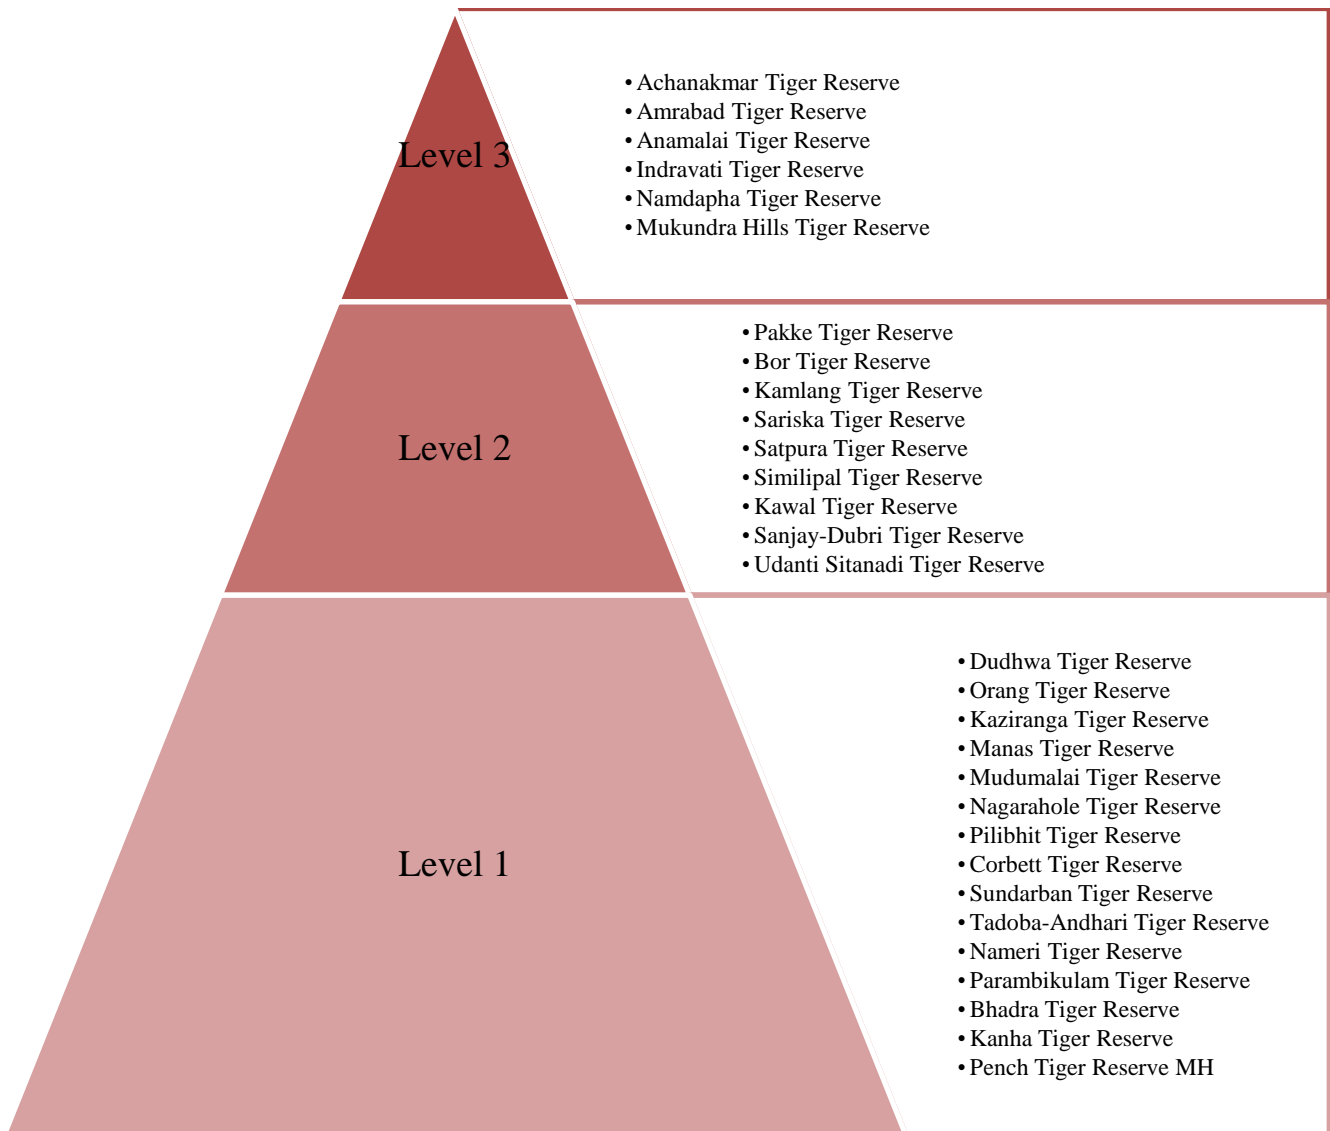 Level 3
• Achanakmar Tiger Reserve
• Amrabad Tiger Reserve
• Anamalai Tiger Reserve
• Indravati Tiger Reserve
• Namdapha Tiger Reserve
• Mukundra Hills Tiger Reserve
Level 2
• Pakke Tiger Reserve
• Bor Tiger Reserve
• Kamlang Tiger Reserve
• Sariska Tiger Reserve
• Satpura Tiger Reserve
• Similipal Tiger Reserve
• Kawal Tiger Reserve
• Sanjay-Dubri Tiger Reserve
• Udanti Sitanadi Tiger Reserve
Level 1
• Dudhwa Tiger Reserve
• Orang Tiger Reserve
• Kaziranga Tiger Reserve
• Manas Tiger Reserve
• Mudumalai Tiger Reserve
• Nagarahole Tiger Reserve
• Pilibhit Tiger Reserve
• Corbett Tiger Reserve
• Sundarban Tiger Reserve
• Tadoba-Andhari Tiger Reserve
• Nameri Tiger Reserve
• Parambikulam Tiger Reserve
• Bhadra Tiger Reserve
• Kanha Tiger Reserve
• Pench Tiger Reserve MH